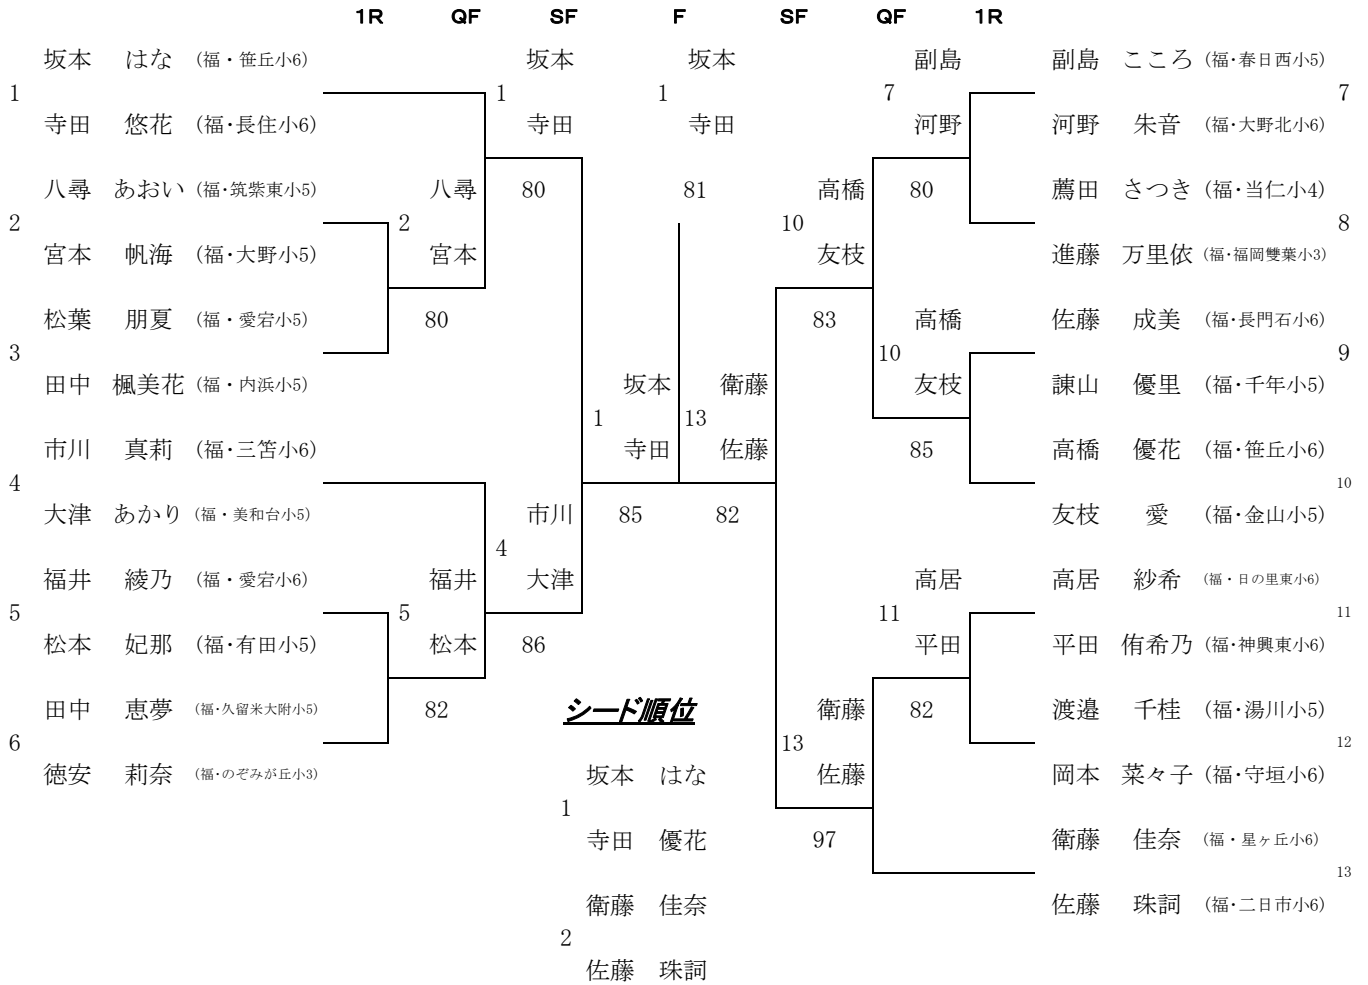 1R QF SF F SF QF 1R
坂本 はな (福・笹丘小6) 坂本 坂本 副島 副島 こころ (福・春日西小5)
1 1 1 7 7
寺田 悠花 (福・長住小6) 寺田 寺田 河野 河野 朱音 (福・大野北小6)
八尋 あおい (福・筑紫東小5) 八尋 80 81 高橋 80 薦田 さつき (福・当仁小4)
2 2 10 8
宮本 帆海 (福・大野小5) 宮本 友枝 進藤 万里依 (福・福岡雙葉小3)
松葉 朋夏 (福・愛宕小5) 80 83 高橋 佐藤 成美 (福・長門石小6)
3 10 9
田中 楓美花 (福・内浜小5) 坂本 衛藤 友枝 諌山 優里 (福・千年小5)
1 13
市川 真莉 (福・三筈小6) 寺田 佐藤 85 高橋 優花 (福・笹丘小6)
4 10
大津 あかり (福・美和台小5) 市川 85 82 友枝 愛 (福・金山小5)
4
福井 綾乃 (福・愛宕小6) 福井 大津 高居 高居 紗希 (福・日の里東小6)
5 5 11 11
松本 妃那 (福・有田小5) 松本 86 平田 平田 侑希乃 (福・神興東小6)
田中 恵夢 (福・久留米大附小5) 82 シード順位 衛藤 82 渡邉 千桂 (福・湯川小5)
6 13 12
徳安 莉奈 (福・のぞみが丘小3) 坂本 はな 佐藤 岡本 菜々子 (福・守垣小6)
1
寺田 優花 97 衛藤 佳奈 (福・星ヶ丘小6)
13
衛藤 佳奈 佐藤 珠詞 (福・二日市小6)
2
佐藤 珠詞